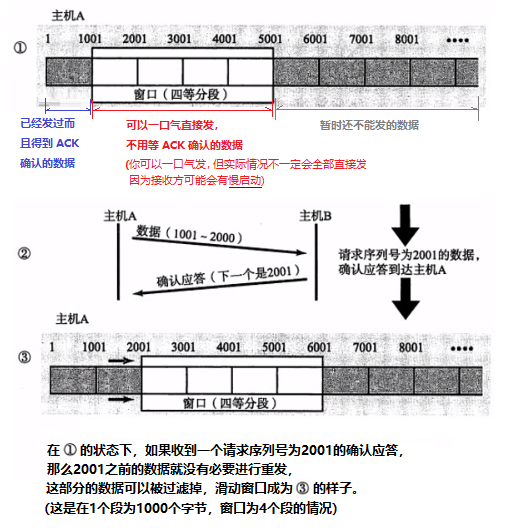 主机A
① 1 1001 2001 3001 4001 5001 6001 7001 8001 ••••
窗口（四等分段）
已经发过而
且得到 ACK
确认的数据
可以一口气直接发，
不用等 ACK 确认的数据
(你可以一口气发，但实际情况不一定会全部直接发
因为接收方可能会有慢启动)
暂时还不能发的数据
主机A 主机B
② 数据（1001～2000）
确认应答（下一个是2001）
请求序列号为2001的数据，
确认应答到达主机A
主机A
③ 1 1001 2001 3001 4001 5001 6001 7001 8001 ••••
窗口（四等分段）
在 ① 的状态下，如果收到一个请求序列号为2001的确认应答，
那么2001之前的数据就没有必要进行重发，
这部分的数据可以被过滤掉，滑动窗口成为 ③ 的样子。
(这是在1个段为1000个字节，窗口为4个段的情况)